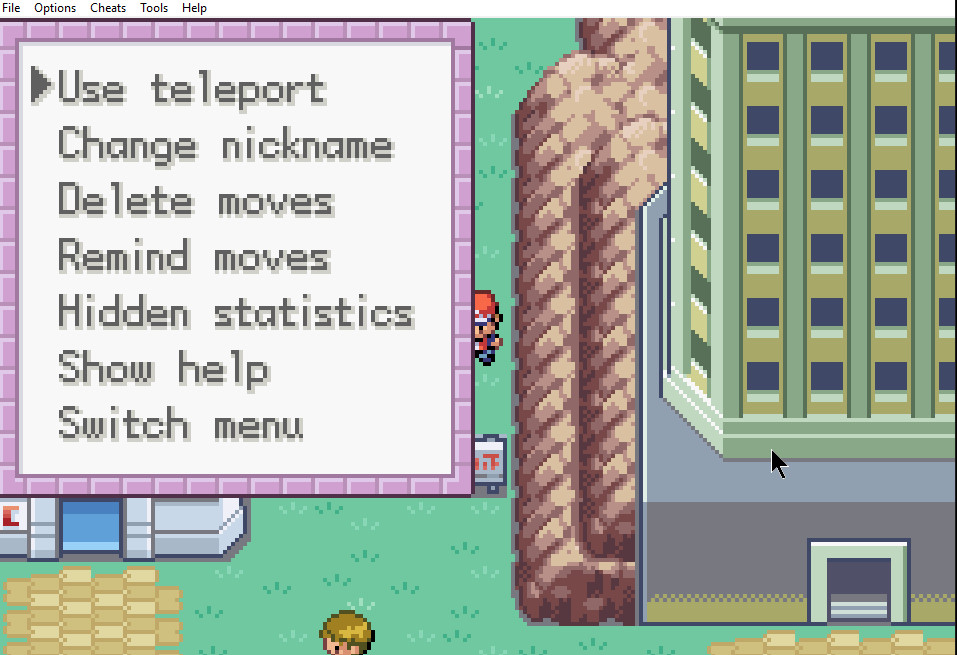 File Options Cheats Tools Help
Use teleport
Change nickname
Delete moves
Remind moves
Hidden statistics
Show help
Switch menu